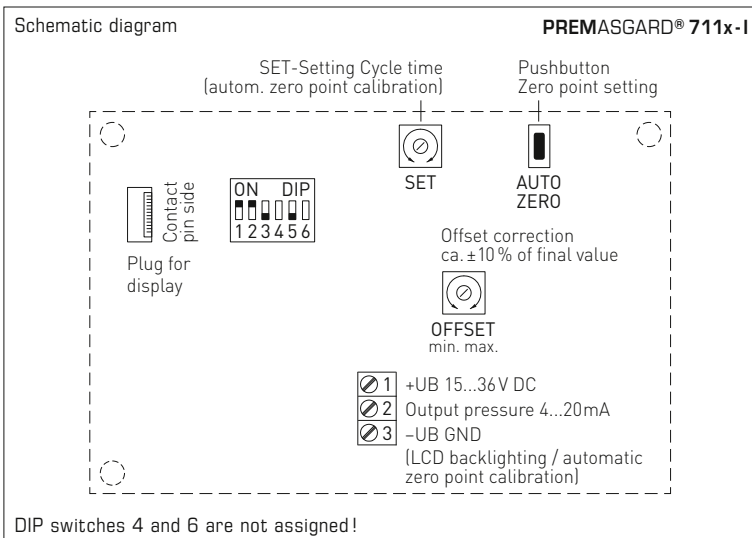 Schematic diagram
PREMASGARD® 711x-I
SET-Setting Cycle time
(autom. zero point calibration)
Pushbutton
Zero point setting
SET
AUTO
ZERO
ON DIP
1 2 3 4 5 6
Contact
pin side
Plug for
display
Offset correction
ca. ±10 % of final value
OFFSET
min. max.
1 +UB 15...36V DC
2 Output pressure 4...20mA
3 –UB GND
(LCD backlighting / automatic
zero point calibration)
DIP switches 4 and 6 are not assigned!